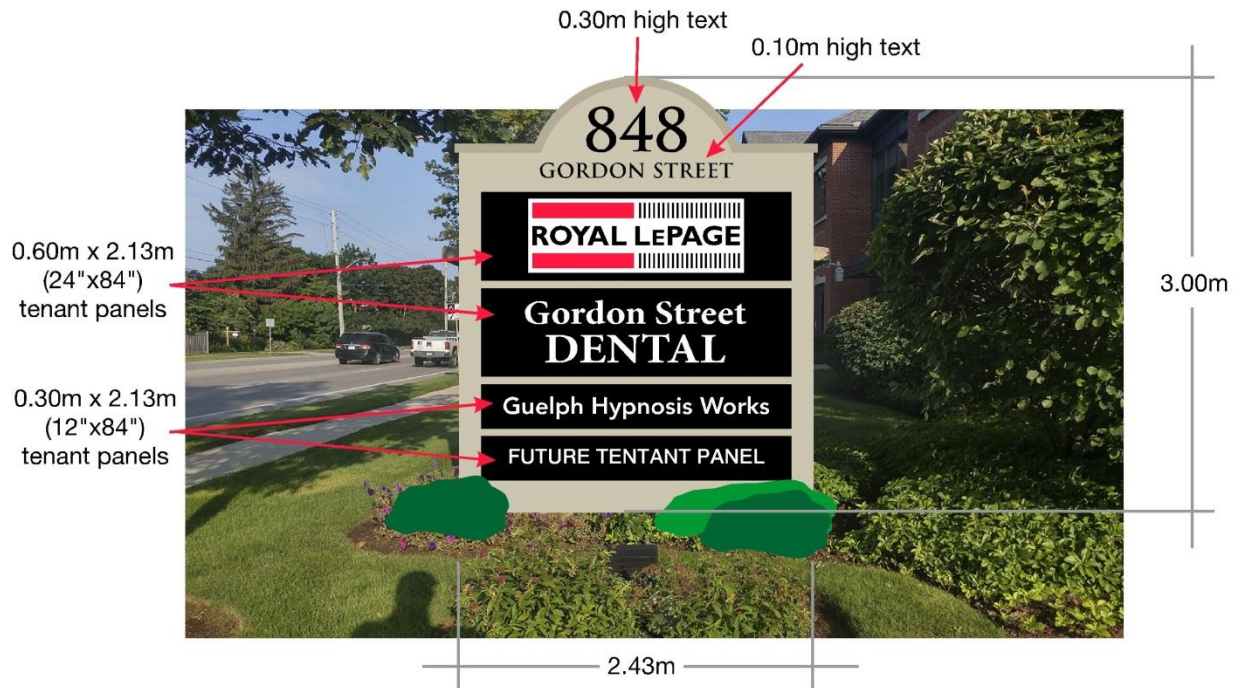 0.30m high text
0.10m high text
848
GORDON STREET
ROYAL LEPAGE
0.60m x 2.13m
(24"x84")
tenant panels
3.00m
Gordon Street
DENTAL
0.30m x 2.13m
(12"x84")
tenant panels
Guelph Hypnosis Works
FUTURE TENTANT PANEL
2.43m